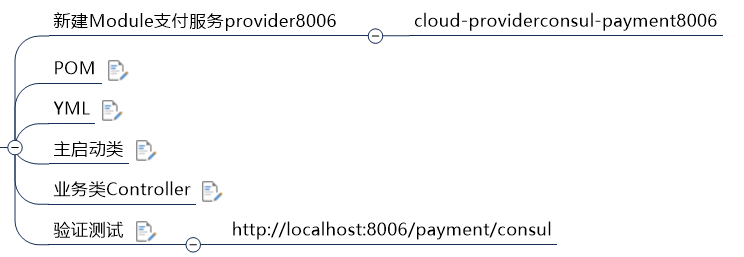 新建Module支付服务provider8006
cloud-providerconsul-payment8006
POM
YML
主启动类
业务类Controller
验证测试
http://localhost:8006/payment/consul